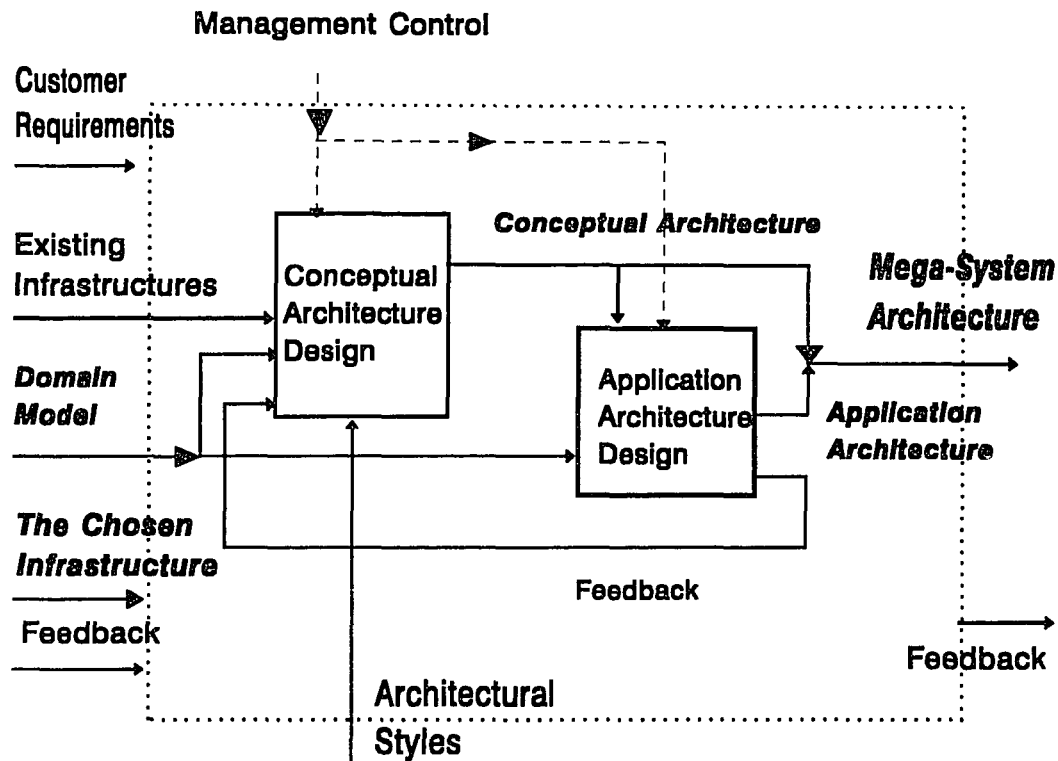 Management Control
Customer
Requirements
Existing
Infrastructures
Conceptual
Architecture
Design
Conceptual Architecture
Mega-System
Architecture
Domain
Model
Application
Architecture
Design
Application
Architecture
The Chosen
Infrastructure
Feedback
Feedback
Feedback
Architectural
Styles